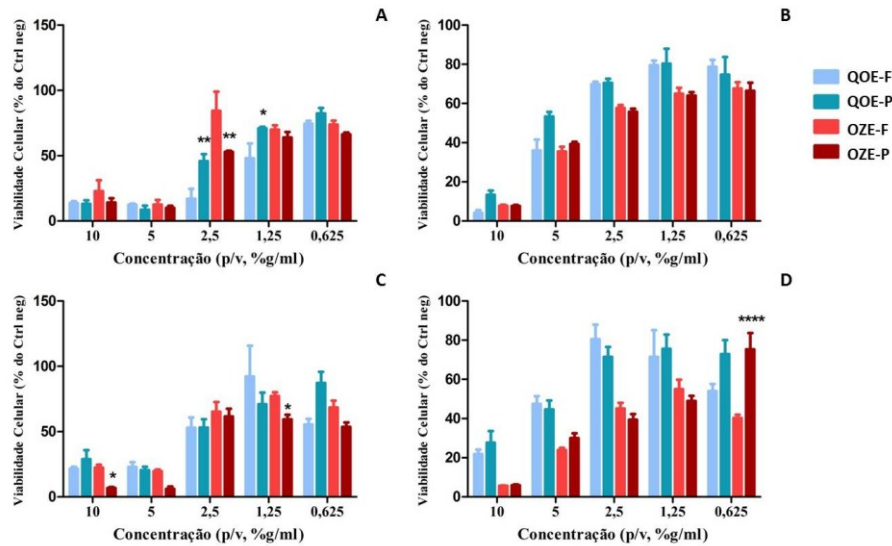 A
Viabilidade Celular (% do Ctrl neg)
150
100
50
0
**
**
*
10 5 2,5 1,25 0,625
Concentração (p/v, %g/ml)
B
Viabilidade Celular (% do Ctrl neg)
100
80
60
40
20
0
10 5 2,5 1,25 0,625
Concentração (p/v, %g/ml)
QOE-F
QOE-P
OZE-F
OZE-P
C
Viabilidade Celular (% do Ctrl neg)
150
100
50
0
*
*
10 5 2,5 1,25 0,625
Concentração (p/v, %g/ml)
D
Viabilidade Celular (% do Ctrl neg)
100
80
60
40
20
0
****
10 5 2,5 1,25 0,625
Concentração (p/v, %g/ml)